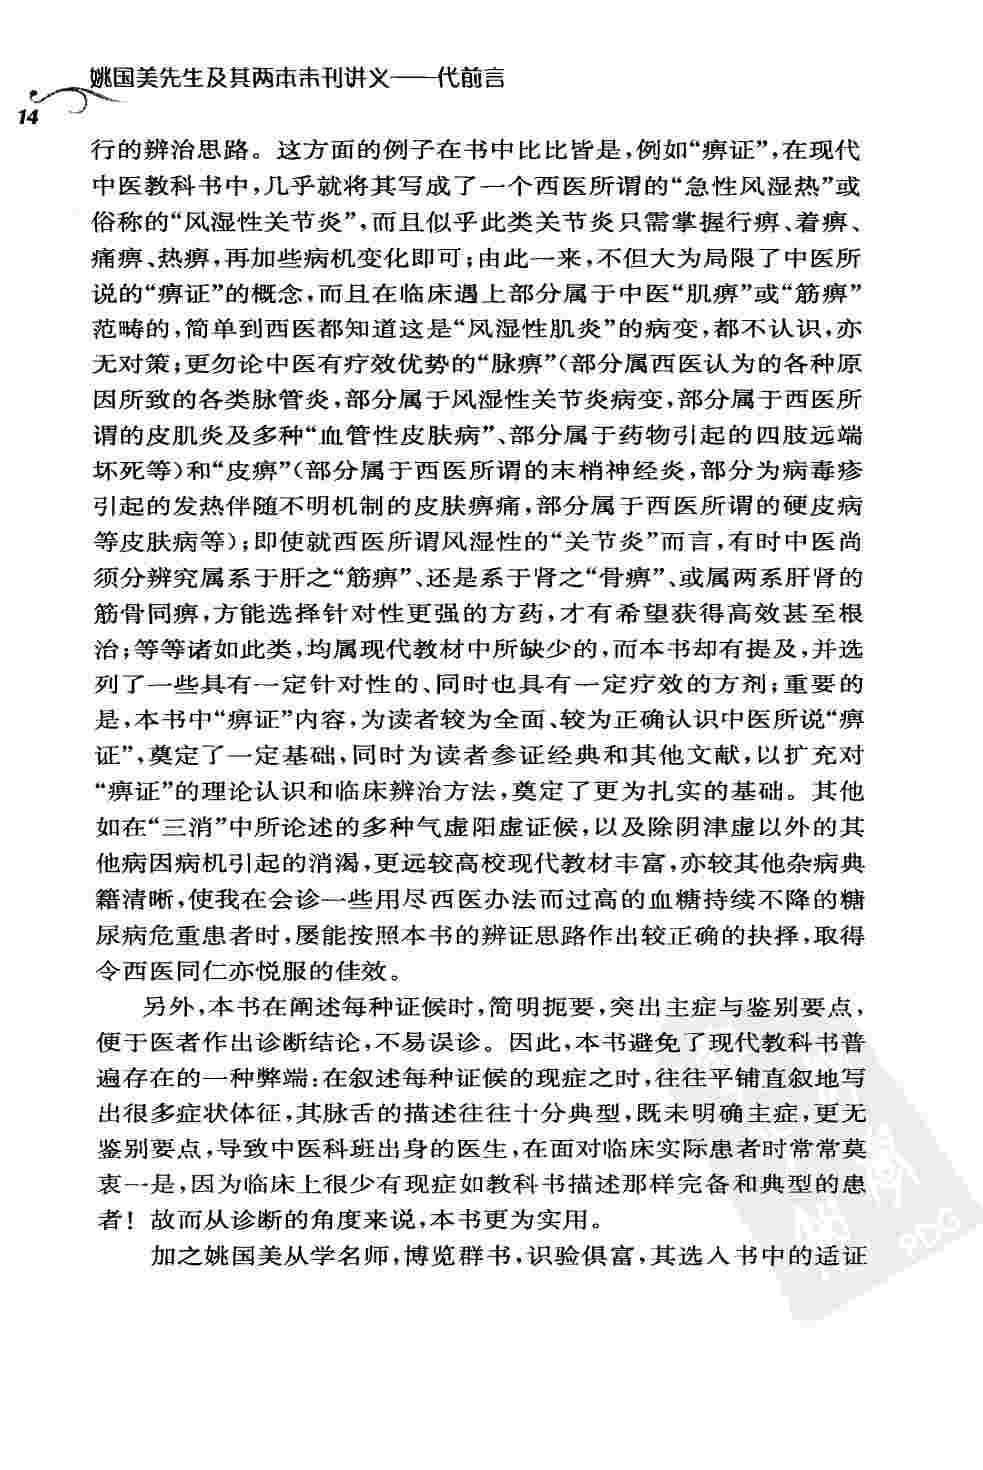 姚国美先生及其两本未刊讲义——代前言
14
行的辨治思路。这方面的例子在书中比比皆是,例如“痹证”,在现代
中医教科书中,几乎就将其写成了一个西医所谓的“急性风湿热”或
俗称的“风湿性关节炎”,而且似乎此类关节炎只需掌握行痹、着痹、
痛痹、热痹,再加些病机变化即可;由此一来,不但大为局限了中医所
说的“痹证”的概念,而且在临床遇上部分属于中医“肌痹”或“筋痹”
范畴的,简单到西医都知道这是“风湿性肌炎”的病变,都不认识,亦
无对策;更勿论中医有疗效优势的“脉痹”(部分属西医认为的各种原
因所致的各类脉管炎,部分属于风湿性关节炎病变,部分属于西医所
谓的皮肌炎及多种“血管性皮肤病”、部分属于药物引起的四肢远端
坏死等)和“皮痹”(部分属于西医所谓的末梢神经炎,部分为病毒疹
引起的发热伴随不明机制的皮肤痹痛,部分属于西医所谓的硬皮病
等皮肤病等);即使就西医所谓风湿性的“关节炎”而言,有时中医尚
须分辨究属系于肝之“筋痹”、还是系于肾之“骨痹”、或属两系肝肾的
筋骨同痹,方能选择针对性更强的方药,才有希望获得高效甚至根
治;等等诸如此类,均属现代教材中所缺少的,而本书却有提及,并选
列了一些具有一定针对性的、同时也具有一定疗效的方剂;重要的
是,本书中“痹证”内容,为读者较为全面、较为正确认识中医所说“痹
证”,奠定了一定基础,同时为读者参证经典和其他文献,以扩充对
“痹证”的理论认识和临床辨治方法,奠定了更为扎实的基础。其他
如在“三消”中所论述的多种气虚阳虚证候,以及除阴津虚以外的其
他病因病机引起的消渴,更远较高校现代教材丰富,亦较其他杂病典
籍清晰,使我在会诊一些用尽西医办法而过高的血糖持续不降的糖
尿病危重患者时,屡能按照本书的辨证思路作出较正确的抉择,取得
令西医同仁亦悦服的佳效。
另外,本书在阐述每种证候时,简明扼要,突出主症与鉴别要点,
便于医者作出诊断结论,不易误诊。因此,本书避免了现代教科书普
遍存在的一种弊端:在叙述每种证候的现症之时,往往平铺直叙地写
出很多症状体征,其脉舌的描述往往十分典型,既未明确主症,更无
鉴别要点,导致中医科班出身的医生,在面对临床实际患者时常常莫
衷一是,因为临床上很少有现症如教科书描述那样完备和典型的患
者!故而从诊断的角度来说,本书更为实用。
加之姚国美从学名师,博览群书,识验俱富,其选入书中的适证
PDG